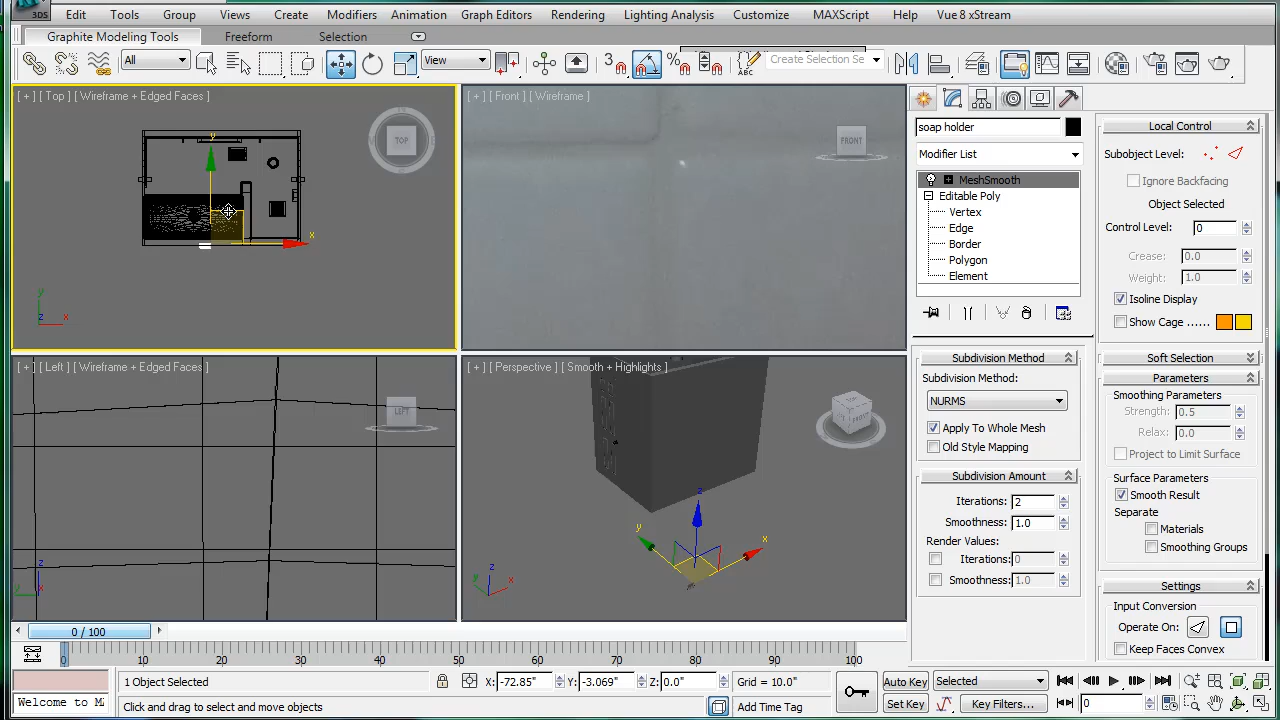 3DS Edit Tools Group Views Create Modifiers Animation Graph Editors Rendering Lighting Analysis Customize MAXScript Help Vue 8 xStream
Graphite Modeling Tools Freeform Selection
All View 3 Create Selection Se
[ + ] [ Top ] [ Wireframe + Edged Faces ]
TOP
y
x
y
z x
[ + ] [ Front ] [ Wireframe ]
FRONT
[ + ] [ Left ] [ Wireframe + Edged Faces ]
LEFT
z
y x
[ + ] [ Perspective ] [ Smooth + Highlights ]
TOP
FRONT
z
y
x
z
y x
soap holder
Modifier List
MeshSmooth
Editable Poly
Vertex
Edge
Border
Polygon
Element
Subdivision Method
Subdivision Method:
NURMS
Apply To Whole Mesh
Old Style Mapping
Subdivision Amount
Iterations: 2
Smoothness: 1.0
Render Values:
Iterations: 0
Smoothness: 1.0
Local Control
Subobject Level:
Ignore Backfacing
Object Selected
Control Level: 0
Crease: 0.0
Weight: 1.0
Isoline Display
Show Cage ......
Soft Selection
Parameters
Smoothing Parameters
Strength: 0.5
Relax: 0.0
Project to Limit Surface
Surface Parameters
Smooth Result
Separate
Materials
Smoothing Groups
Settings
Input Conversion
Operate On:
Keep Faces Convex
0 / 100
0 10 20 30 40 50 60 70 80 90 100
1 Object Selected X: -72.85" Y: -3.069" Z: 0.0" Grid = 10.0" Auto Key Selected
Welcome to M Click and drag to select and move objects Add Time Tag Set Key Key Filters... 0